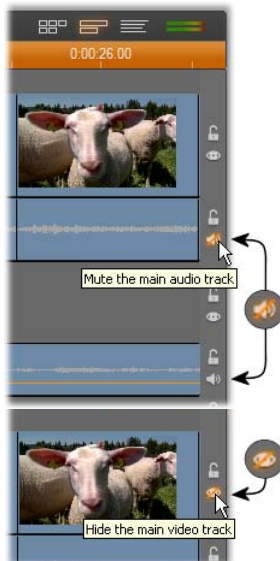 0:00:26.00
Mute the main audio track
Hide the main video track